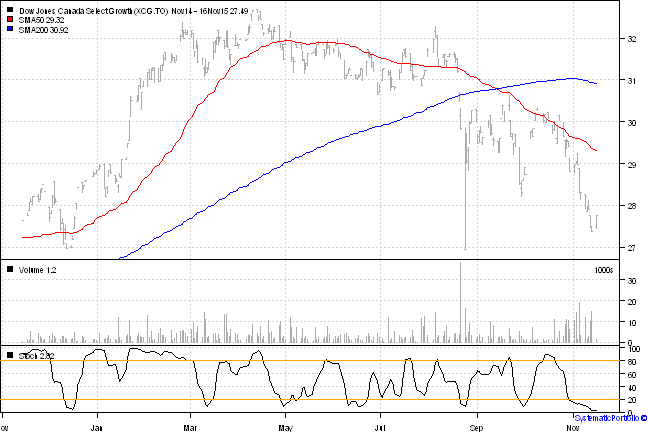 Dow Jones Canada Select Growth (XCG.TO) Nov14 - 16Nov15 27.49
SMA50 29.32
SMA200 30.92
32
31
30
29
28
27
Volume 1.2
1000s
30
20
10
0
Stoch 2.82
100
80
60
40
20
0
Jan Mar May Jul Sep Nov
SystematicPortfolio ©